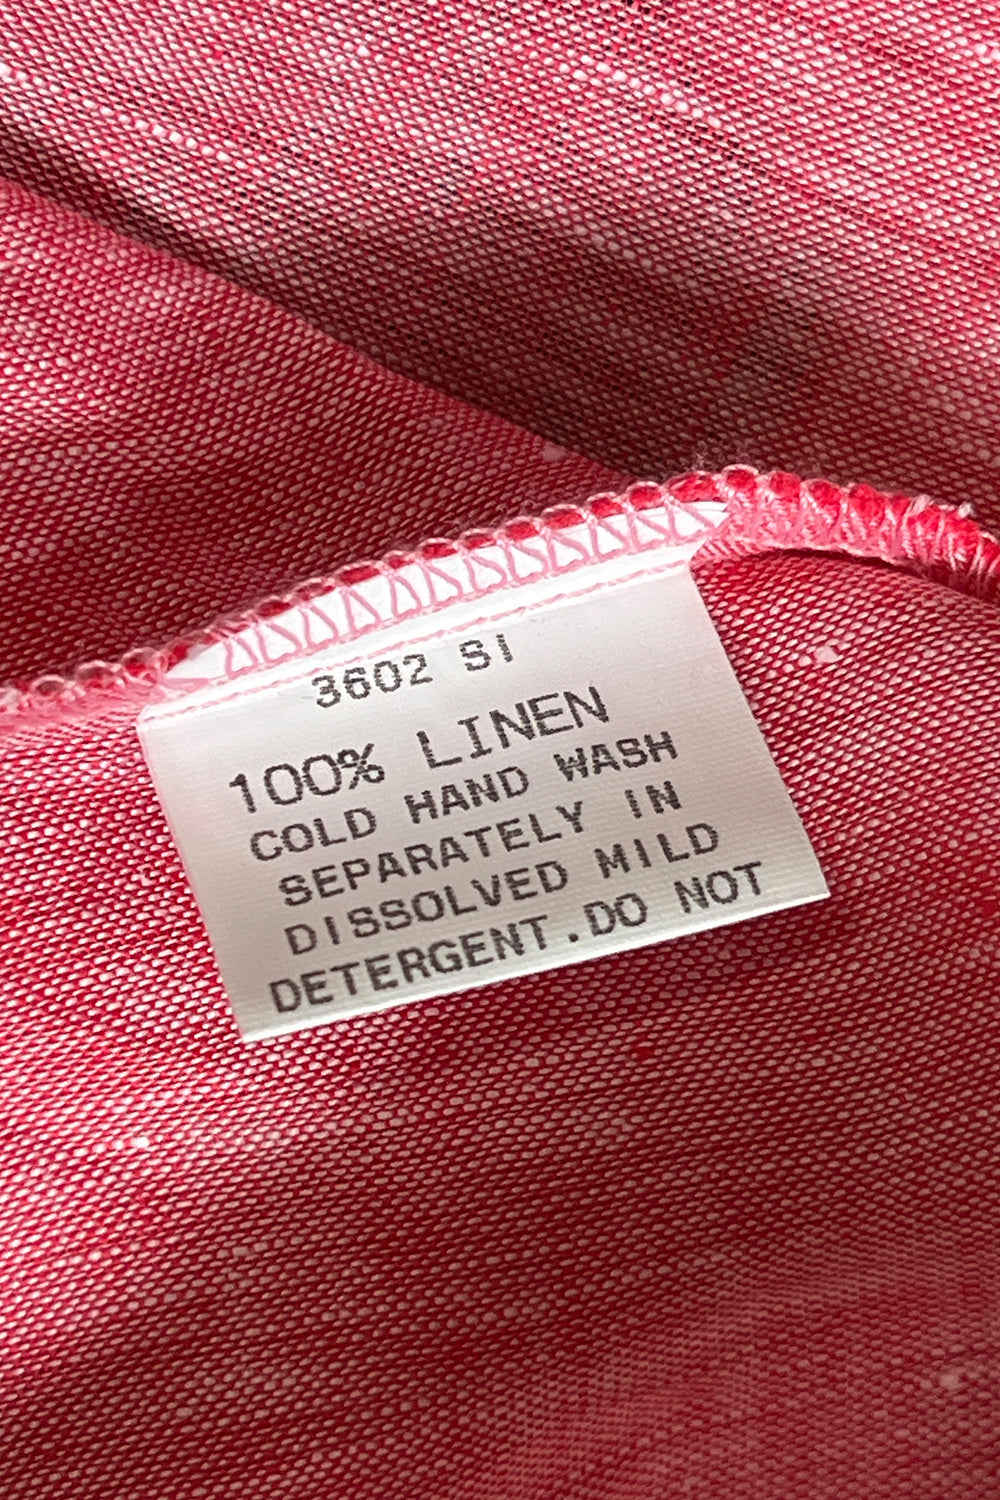 3602 SI
100% LINEN
COLD HAND WASH
SEPARATELY IN
DISSOLVED MILD
DETERGENT.DO NOT